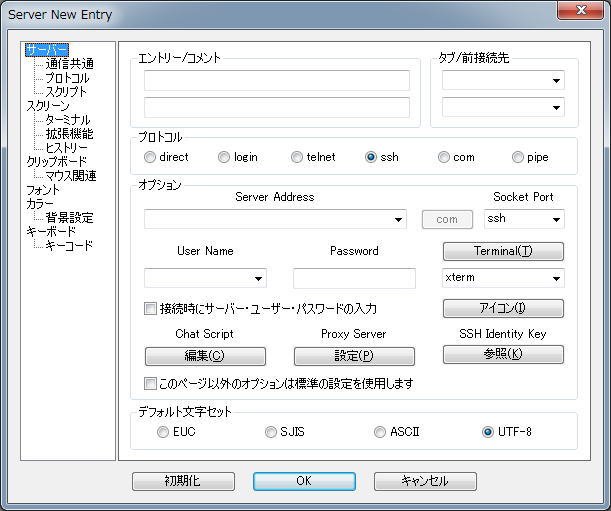 Server New Entry
サーバー
通信共通
プロトコル
スクリプト
スクリーン
ターミナル
拡張機能
ヒストリー
クリップボード
マウス関連
フォント
カラー
背景設定
キーボード
キーコード
エントリー/コメント
タブ/前接続先
プロトコル
direct login telnet ssh com pipe
オプション
Server Address Socket Port
com ssh
User Name Password Terminal(T)
xterm
接続時にサーバー・ユーザー・パスワードの入力 アイコン(I)
Chat Script Proxy Server SSH Identity Key
編集(C) 設定(P) 参照(K)
このページ以外のオプションは標準の設定を使用します
デフォルト文字セット
EUC SJIS ASCII UTF-8
初期化 OK キャンセル